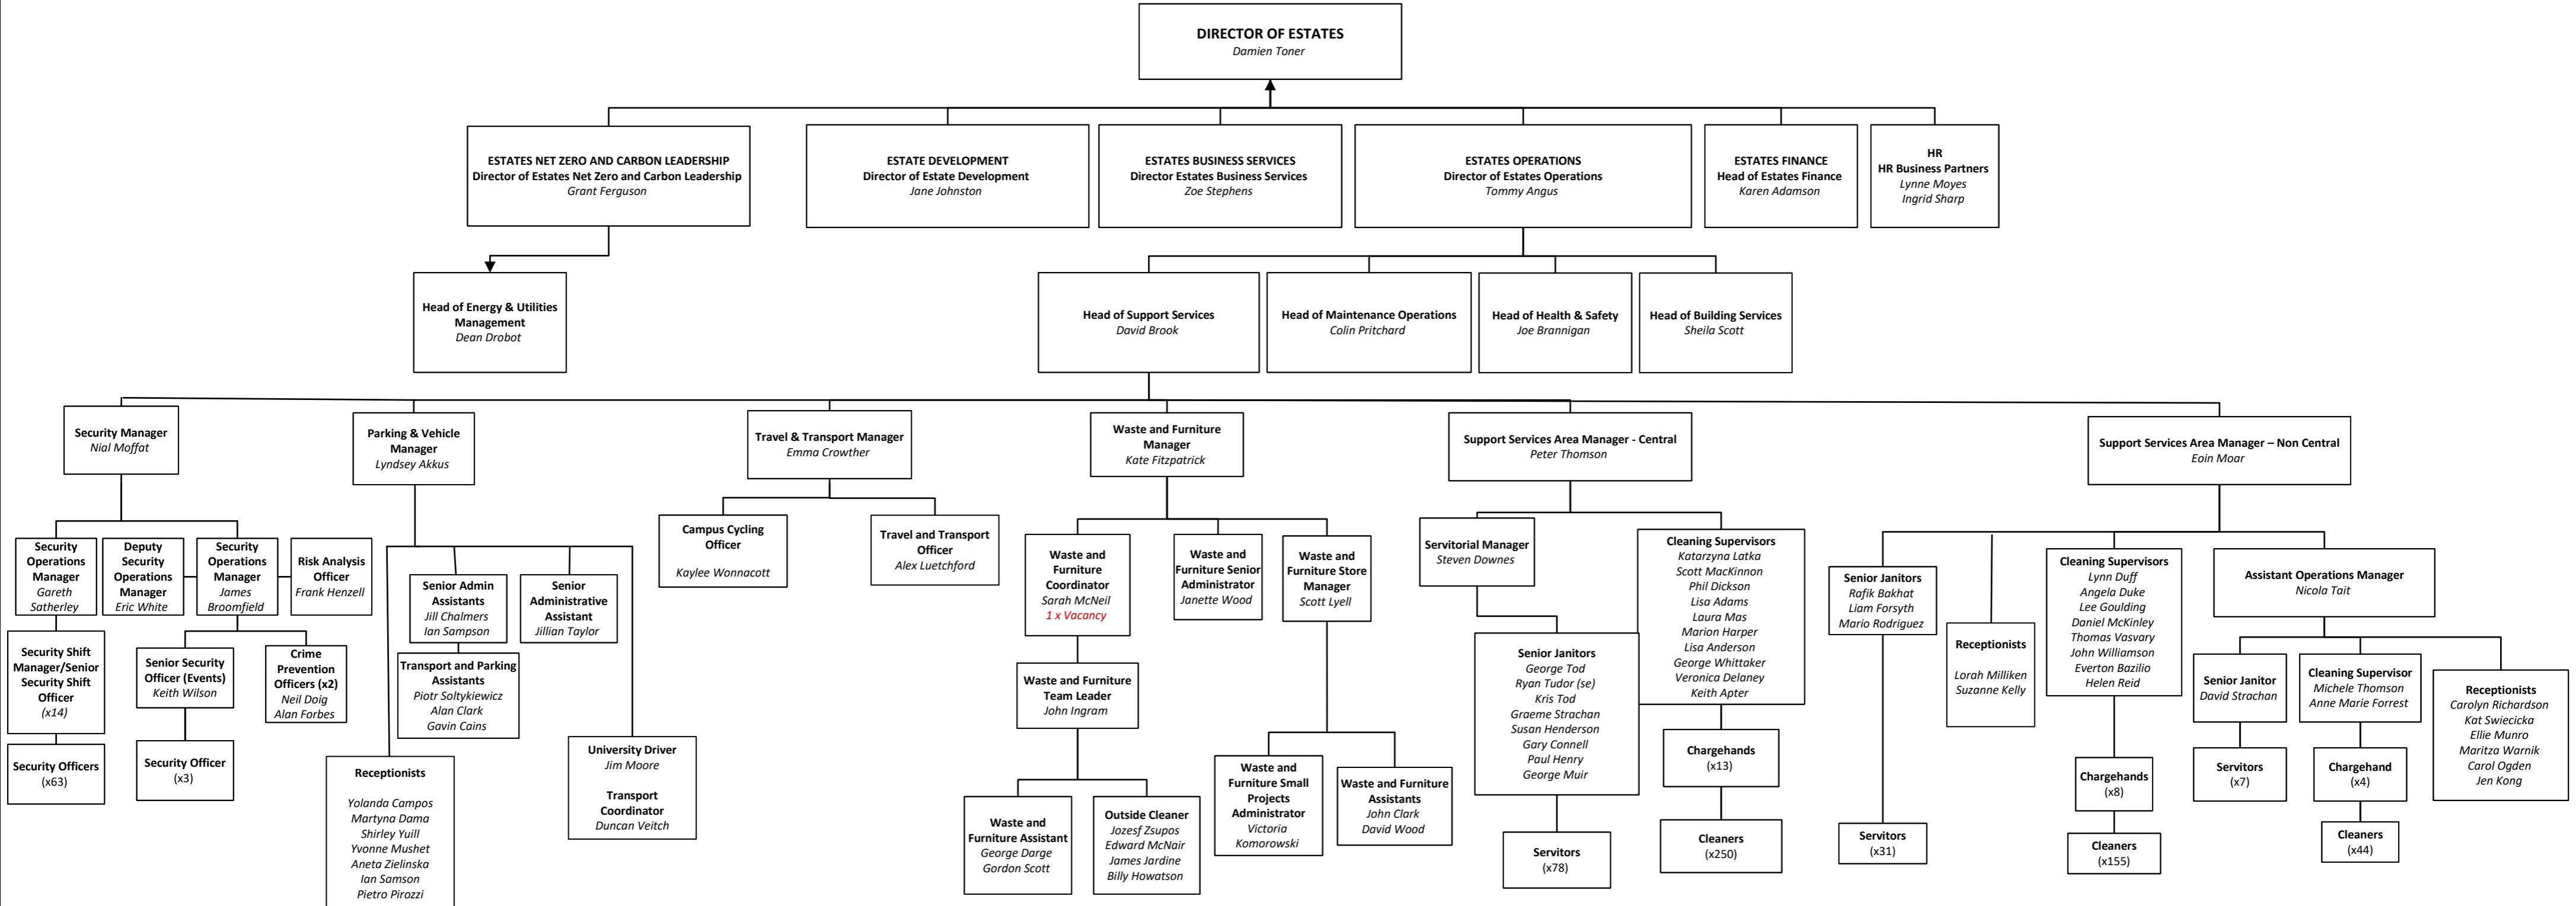 DIRECTOR OF ESTATES
Damien Toner
ESTATES NET ZERO AND CARBON LEADERSHIP
Director of Estates Net Zero and Carbon Leadership
Grant Ferguson
ESTATE DEVELOPMENT
Director of Estate Development
Jane Johnston
ESTATES BUSINESS SERVICES
Director Estates Business Services
Zoe Stephens
ESTATES OPERATIONS
Director of Estates Operations
Tommy Angus
ESTATES FINANCE
Head of Estates Finance
Karen Adamson
HR
HR Business Partners
Lynne Moyes
Ingrid Sharp
Head of Energy & Utilities
Management
Dean Drobot
Head of Support Services
David Brook
Head of Maintenance Operations
Colin Pritchard
Head of Health & Safety
Joe Brannigan
Head of Building Services
Sheila Scott
Security Manager
Nial Moffat
Parking & Vehicle
Manager
Lyndsey Akkus
Travel & Transport Manager
Emma Crowther
Waste and Furniture
Manager
Kate Fitzpatrick
Support Services Area Manager - Central
Peter Thomson
Support Services Area Manager – Non Central
Eoin Moar
Security
Operations
Manager
Gareth
Satherley
Deputy
Security
Operations
Manager
Eric White
Security
Operations
Manager
James
Broomfield
Risk Analysis
Officer
Frank Henzell
Security Shift
Manager/Senior
Security Shift
Officer
(x14)
Security Officers
(x63)
Senior Security
Officer (Events)
Keith Wilson
Security Officer
(x3)
Crime
Prevention
Officers (x2)
Neil Doig
Alan Forbes
Senior Admin
Assistants
Jill Chalmers
Ian Sampson
Senior
Administrative
Assistant
Jillian Taylor
Transport and Parking
Assistants
Piotr Soltykiewicz
Alan Clark
Gavin Cains
Receptionists
Yolanda Campos
Martyna Dama
Shirley Yuill
Yvonne Mushet
Aneta Zielinska
Ian Samson
Pietro Pirozzi
University Driver
Jim Moore
Transport
Coordinator
Duncan Veitch
Campus Cycling
Officer
Kaylee Wonnacott
Travel and Transport
Officer
Alex Luetchford
Waste and
Furniture
Coordinator
Sarah McNeil
1 x Vacancy
Waste and
Furniture Senior
Administrator
Janette Wood
Waste and
Furniture Store
Manager
Scott Lyell
Waste and Furniture
Team Leader
John Ingram
Waste and
Furniture Assistant
George Darge
Gordon Scott
Outside Cleaner
Jozesf Zsupos
Edward McNair
James Jardine
Billy Howatson
Waste and
Furniture Small
Projects
Administrator
Victoria
Komorowski
Waste and Furniture
Assistants
John Clark
David Wood
Servitorial Manager
Steven Downes
Senior Janitors
George Tod
Ryan Tudor (se)
Kris Tod
Graeme Strachan
Susan Henderson
Gary Connell
Paul Henry
George Muir
Servitors
(x78)
Cleaning Supervisors
Katarzyna Latka
Scott MacKinnon
Phil Dickson
Lisa Adams
Laura Mas
Marion Harper
Lisa Anderson
George Whittaker
Veronica Delaney
Keith Apter
Chargehands
(x13)
Cleaners
(x250)
Senior Janitors
Rafik Bakhat
Liam Forsyth
Mario Rodriguez
Servitors
(x31)
Receptionists
Lorah Milliken
Suzanne Kelly
Cleaning Supervisors
Lynn Duff
Angela Duke
Lee Goulding
Daniel McKinley
Thomas Vasvary
John Williamson
Everton Bazilio
Helen Reid
Chargehands
(x8)
Cleaners
(x155)
Assistant Operations Manager
Nicola Tait
Senior Janitor
David Strachan
Servitors
(x7)
Cleaning Supervisor
Michele Thomson
Anne Marie Forrest
Chargehand
(x4)
Cleaners
(x44)
Receptionists
Carolyn Richardson
Kat Swiecicka
Ellie Munro
Maritza Warnik
Carol Ogden
Jen Kong